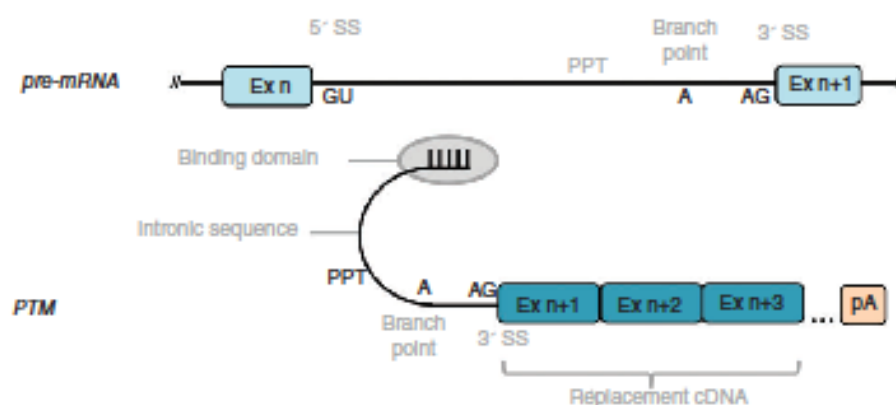 5' SS
Branch
point
3' SS
pre-mRNA
//
Ex n
PPT
Ex n+1
GU
A
AG
Binding domain
Intronic sequence
PPT
A
AG
Ex n+1
Ex n+2
Ex n+3
...
pA
PTM
Branch
point
3' SS
Replacement cDNA